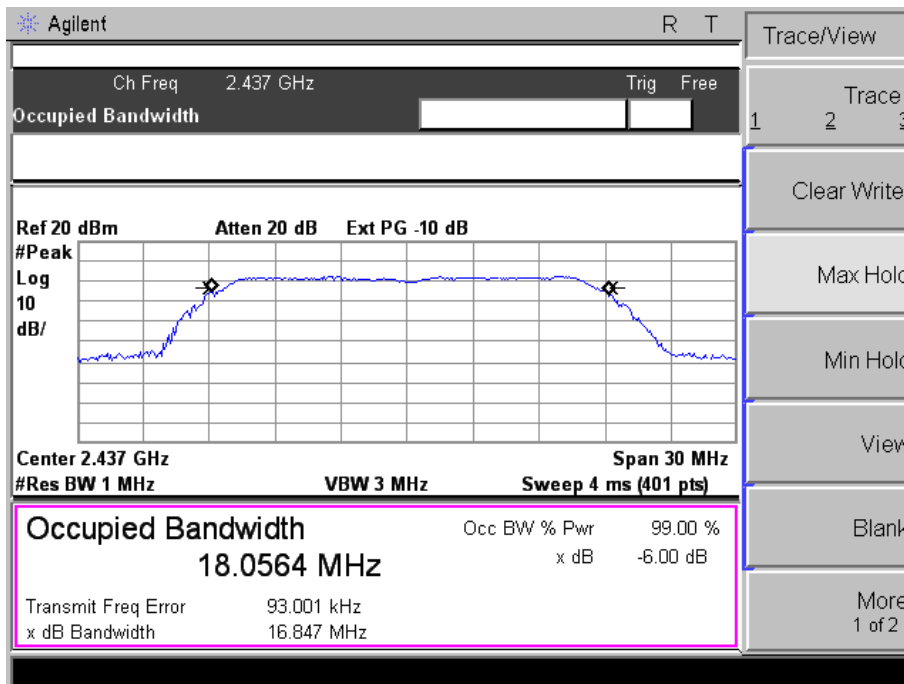 Agilent R T
Trace/View
Ch Freq 2.437 GHz Trig Free
Occupied Bandwidth
Trace
1 2 3
Clear Write
Max Hold
Min Hold
View
Blank
More
1 of 2
Ref 20 dBm Atten 20 dB Ext PG -10 dB
#Peak
Log
10
dB/
Center 2.437 GHz Span 30 MHz
#Res BW 1 MHz VBW 3 MHz Sweep 4 ms (401 pts)
Occupied Bandwidth
18.0564 MHz
Occ BW % Pwr 99.00 %
x dB -6.00 dB
Transmit Freq Error 93.001 kHz
x dB Bandwidth 16.847 MHz